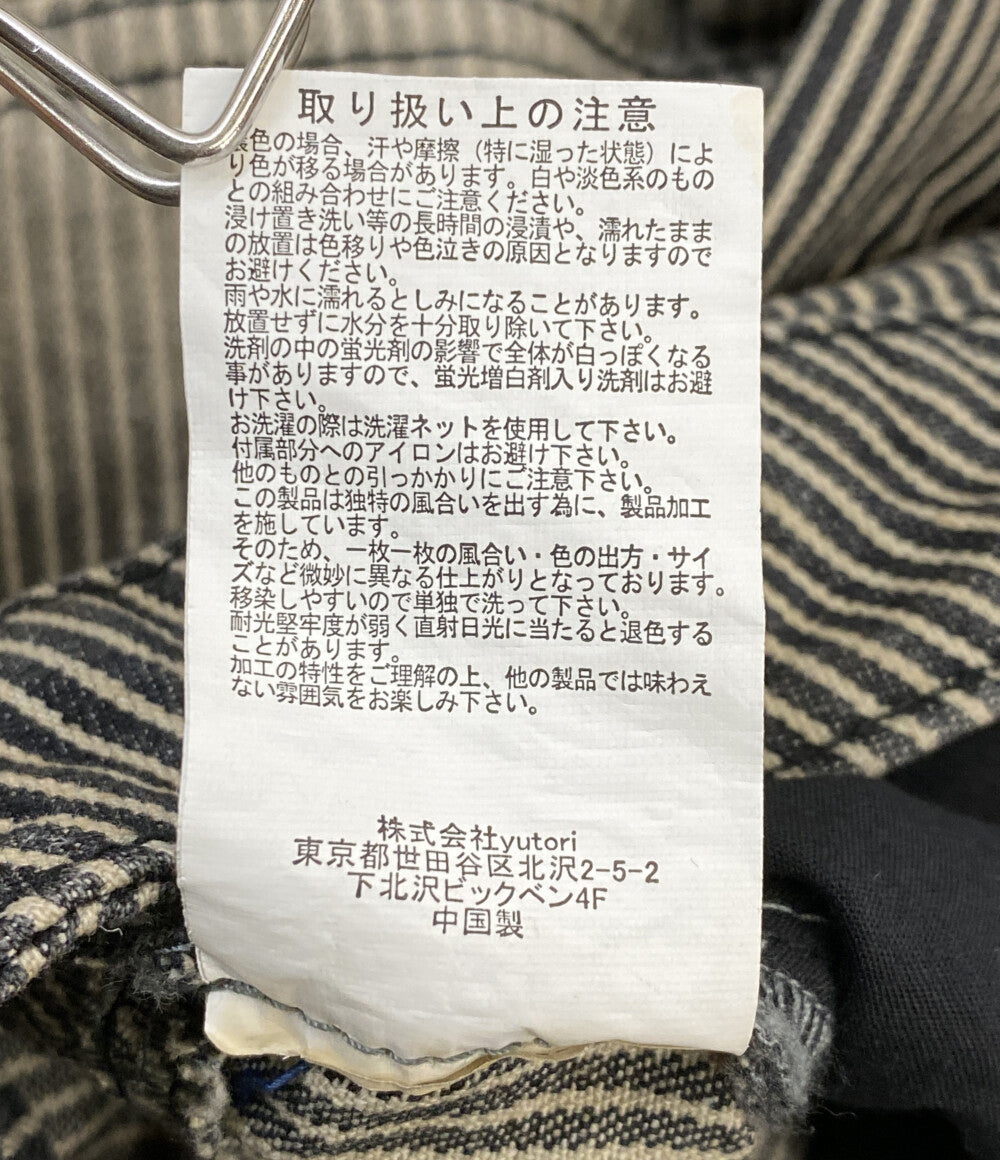 取り扱い上の注意
色の場合、汗や摩擦（特に湿った状態）によ
り色が移る場合があります。白や淡色系のもの
との組み合わせにご注意ください。
浸け置き洗い等の長時間の浸漬や、濡れたまま
の放置は色移りや色泣きの原因となりますので
お避けください。
雨や水に濡れるとしみになることがあります。
放置せずに水分を十分取り除いて下さい。
洗剤の中の蛍光剤の影響で全体が白っぽくなる
事がありますので、蛍光増白剤入り洗剤はお避
け下さい。
お洗濯の際は洗濯ネットを使用して下さい。
付属部分へのアイロンはお避け下さい。
他のものとの引っかかりにご注意下さい。
この製品は独特の風合いを出す為に、製品加工
を施しています。
そのため、一枚一枚の風合い・色の出方・サイ
ズなど微妙に異なる仕上がりとなっております。
移染しやすいので単独で洗って下さい。
耐光堅牢度が弱く直射日光に当たると退色する
ことがあります。
加工の特性をご理解の上、他の製品では味わえ
ない雰囲気をお楽しみ下さい。
株式会社yutori
東京都世田谷区北沢2-5-2
下北沢ビックベン4F
中国製